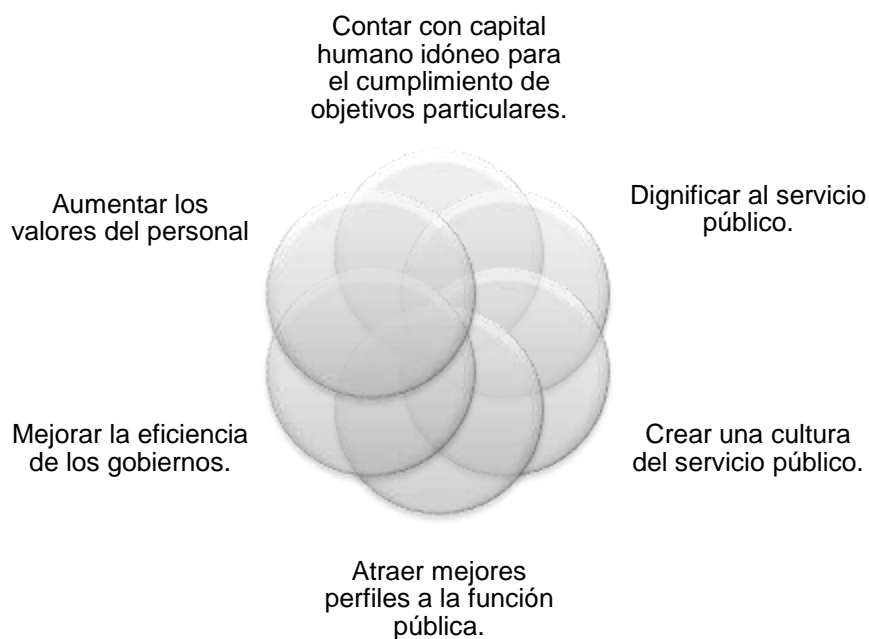 Contar con capital
humano idóneo para
el cumplimiento de
objetivos particulares.
Aumentar los
valores del personal
Dignificar al servicio
público.
Mejorar la eficiencia
de los gobiernos.
Crear una cultura
del servicio público.
Atraer mejores
perfiles a la función
pública.